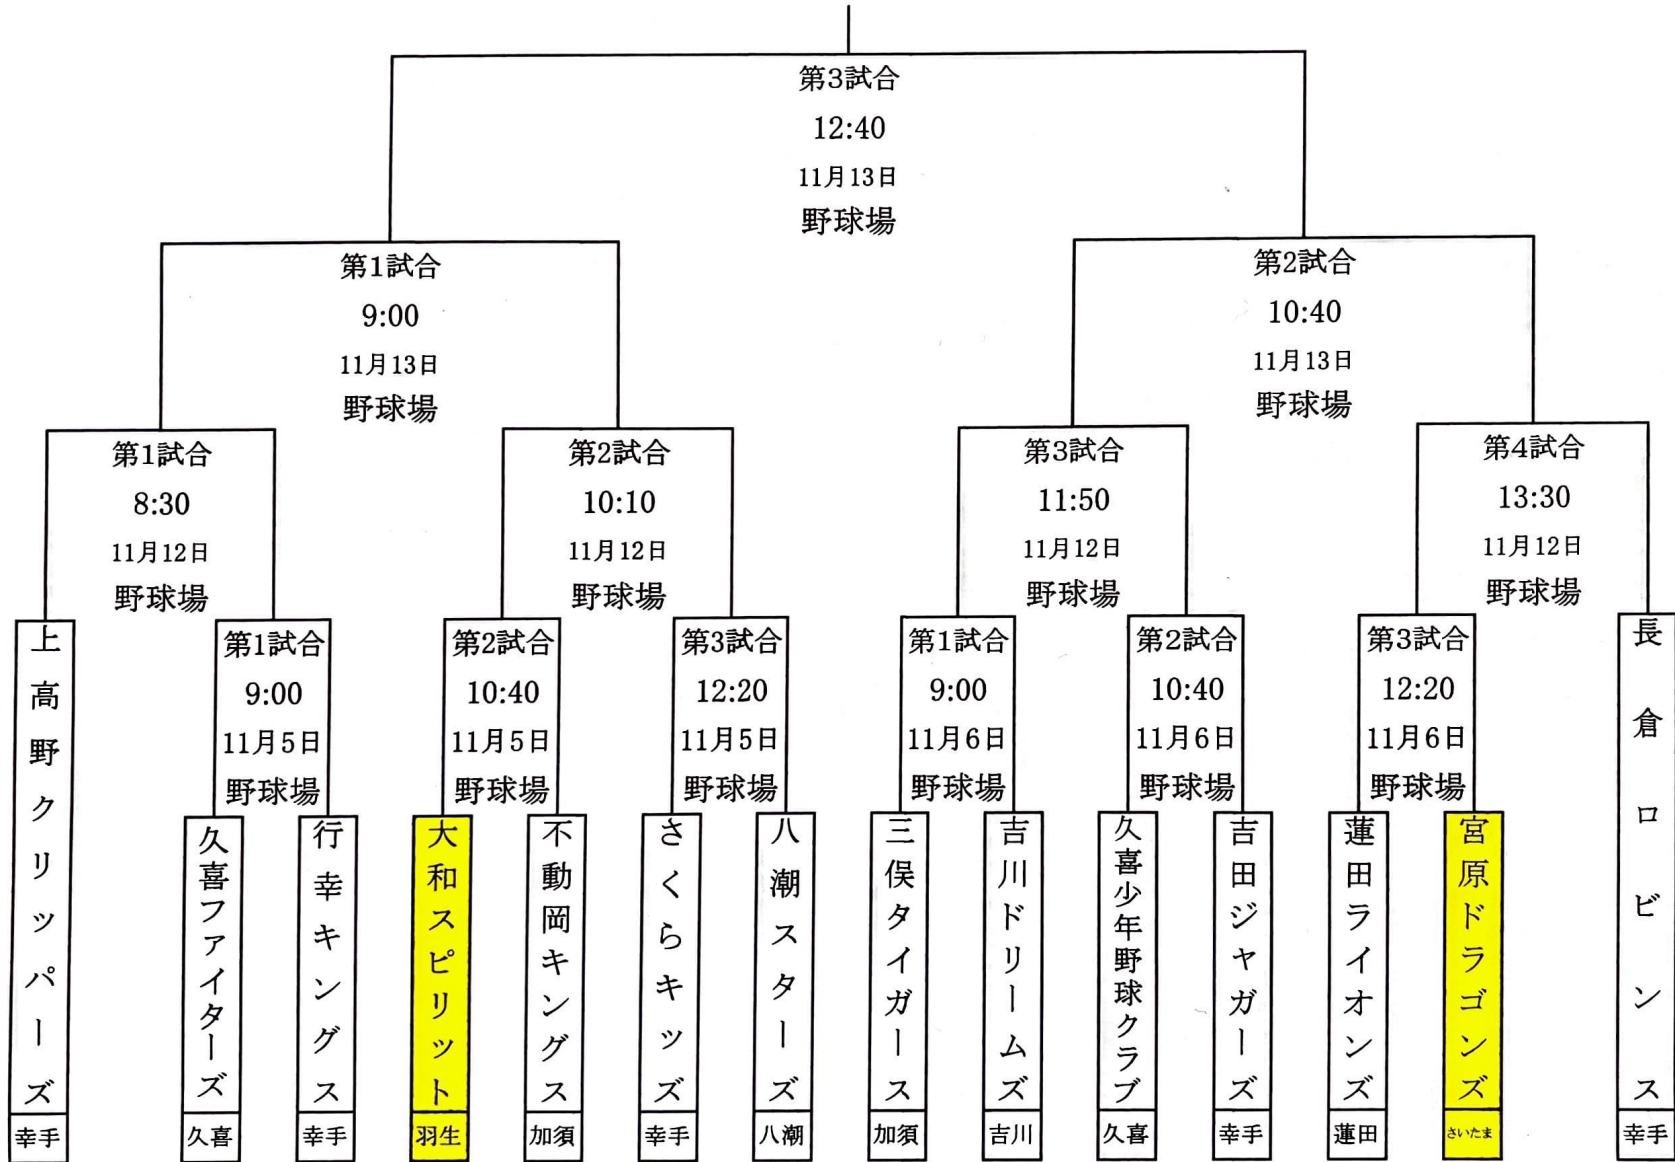 第3試合
12:40
11月13日
野球場
第1試合
9:00
11月13日
野球場
第2試合
10:40
11月13日
野球場
第1試合
8:30
11月12日
野球場
第2試合
10:10
11月12日
野球場
第3試合
11:50
11月12日
野球場
第4試合
13:30
11月12日
野球場
第1試合
9:00
11月5日
野球場
第2試合
10:40
11月5日
野球場
第3試合
12:20
11月5日
野球場
第1試合
9:00
11月6日
野球場
第2試合
10:40
11月6日
野球場
第3試合
12:20
11月6日
野球場
上高野クリッパーズ
幸手
久喜ファイターズ
久喜
行幸キングス
幸手
大和スピリット
羽生
不動岡キングス
加須
さくらキッズ
幸手
八潮スターズ
八潮
三俣タイガース
加須
吉川ドリームズ
吉川
久喜少年野球クラブ
久喜
吉田ジャガーズ
幸手
蓮田ライオンズ
蓮田
宮原ドラゴンズ
さいたま
長倉ロビンス
幸手